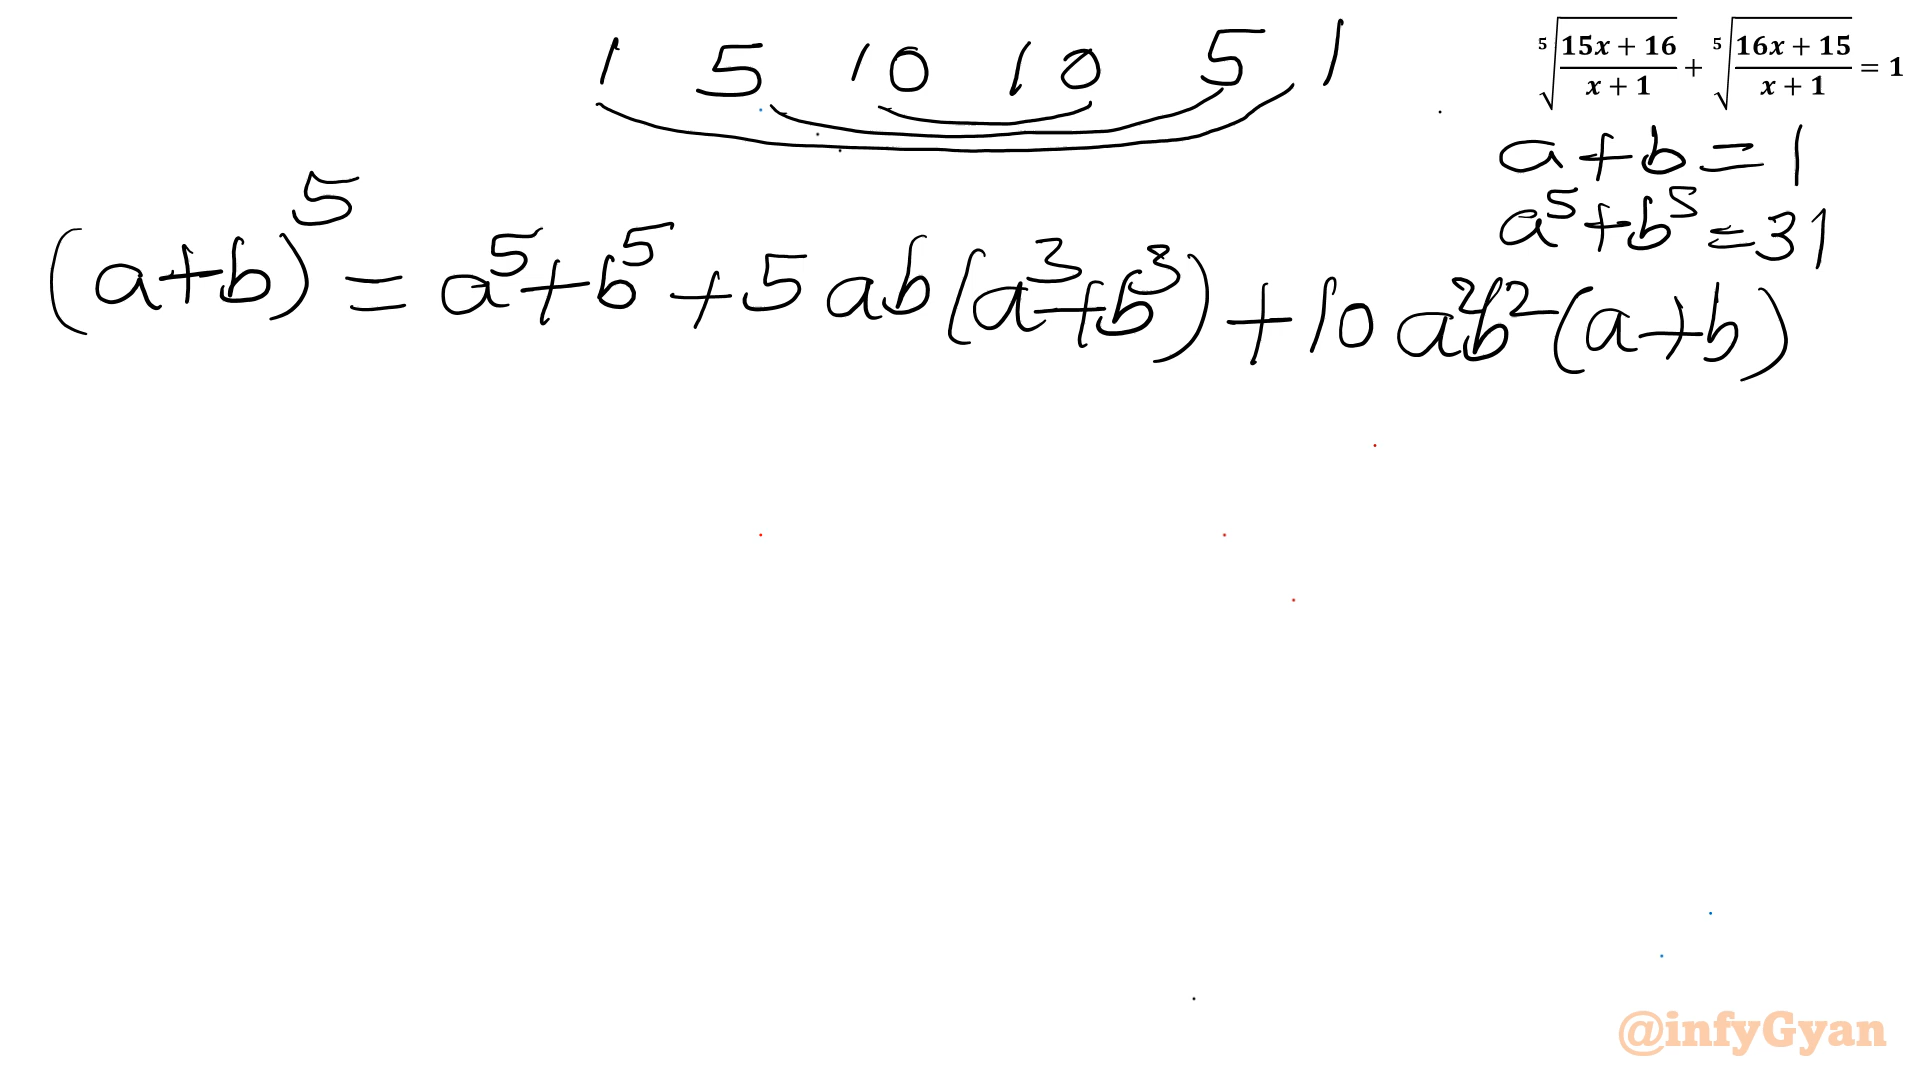 1 5 10 10 5 1
⁵√((15x + 16)/(x + 1)) + ⁵√((16x + 15)/(x + 1)) = 1
a+b=1
a⁵+b⁵=31
(a+b)⁵ = a⁵+b⁵+5ab(a³+b³)+10a²b²(a+b)
@infyGyan